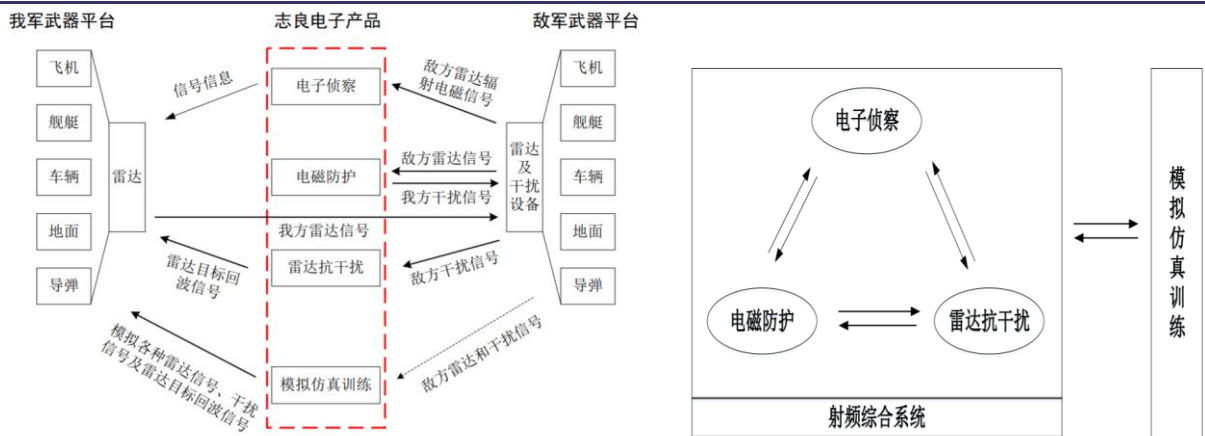 我军武器平台
志良电子产品
敌军武器平台
飞机
舰艇
车辆
地面
导弹
雷达
信号信息
电子侦察
敌方雷达辐
射电磁信号
电磁防护
敌方雷达信号
我方干扰信号
我方雷达信号
雷达目标回
波信号
雷达抗干扰
敌方干扰信号
模拟各种雷达信号、干扰
信号及雷达目标回波信号
模拟仿真训练
敌方雷达和干扰信号
雷达
及
干扰
设备
飞机
舰艇
车辆
地面
导弹
电子侦察
电磁防护
雷达抗干扰
射频综合系统
模
拟
仿
真
训
练